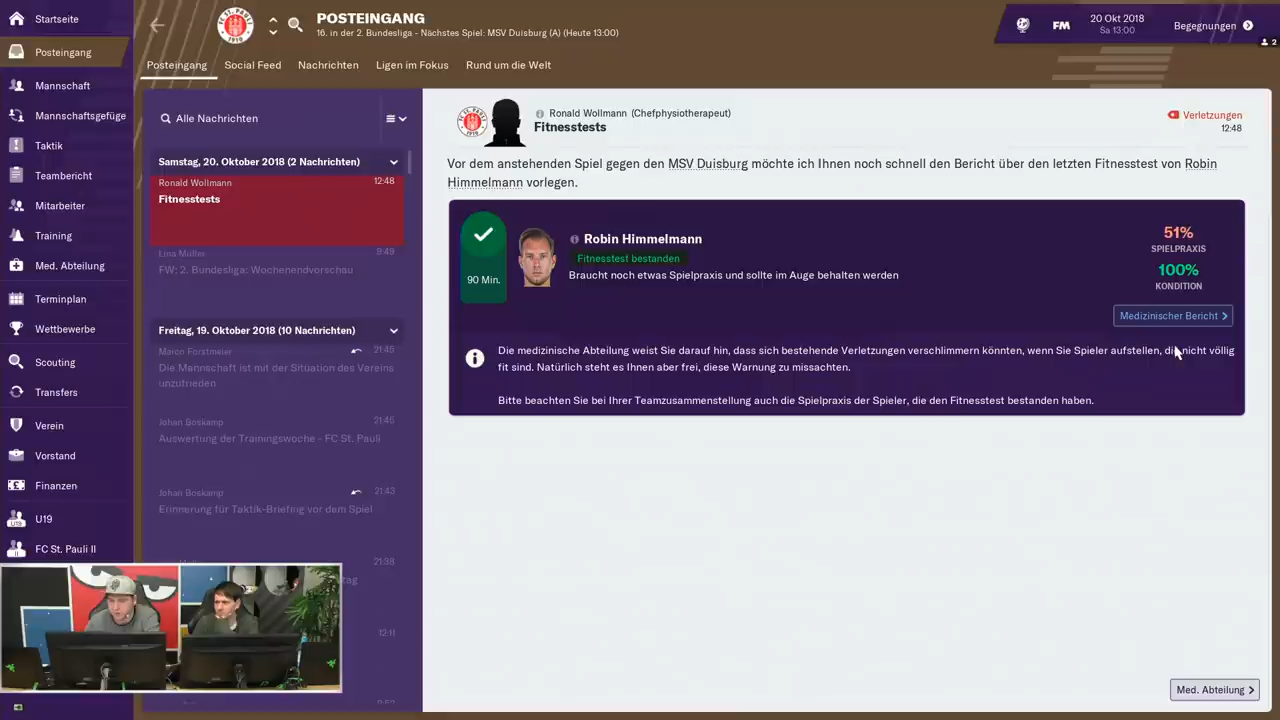 Startseite
Posteingang
Mannschaft
Mannschaftsgefüge
Taktik
Teambericht
Mitarbeiter
Training
Med. Abteilung
Terminplan
Wettbewerbe
Scouting
Transfers
Verein
Vorstand
Finanzen
U19
FC St. Pauli II
POSTEINGANG
16. in der 2. Bundesliga - Nächstes Spiel: MSV Duisburg (A) (Heute 13:00)
FM
20 Okt 2018
Sa 13:00
Begegnungen
2
Posteingang Social Feed Nachrichten Ligen im Fokus Rund um die Welt
Alle Nachrichten
Samstag, 20. Oktober 2018 (2 Nachrichten)
Ronald Wollmann 12:48
Fitnesstests
Lina Müller 9:49
FW: 2. Bundesliga: Wochenendvorschau
Freitag, 19. Oktober 2018 (10 Nachrichten)
Marco Forstmeier 21:45
Die Mannschaft ist mit der Situation des Vereins
unzufrieden
Johan Boskamp 21:45
Auswertung der Trainingswoche - FC St. Pauli
Johan Boskamp 21:43
Erinnerung für Taktik-Briefing vor dem Spiel
21:38
12:11
Ronald Wollmann (Chefphysiotherapeut)
Fitnesstests
Verletzungen
12:48
Vor dem anstehenden Spiel gegen den MSV Duisburg möchte ich Ihnen noch schnell den Bericht über den letzten Fitnesstest von Robin
Himmelmann vorlegen.
90 Min.
Robin Himmelmann
Fitnesstest bestanden
Braucht noch etwas Spielpraxis und sollte im Auge behalten werden
51%
SPIELPRAXIS
100%
KONDITION
Medizinischer Bericht
Die medizinische Abteilung weist Sie darauf hin, dass sich bestehende Verletzungen verschlimmern könnten, wenn Sie Spieler aufstellen, die nicht völlig
fit sind. Natürlich steht es Ihnen aber frei, diese Warnung zu missachten.
Bitte beachten Sie bei Ihrer Teamzusammenstellung auch die Spielpraxis der Spieler, die den Fitnesstest bestanden haben.
Med. Abteilung